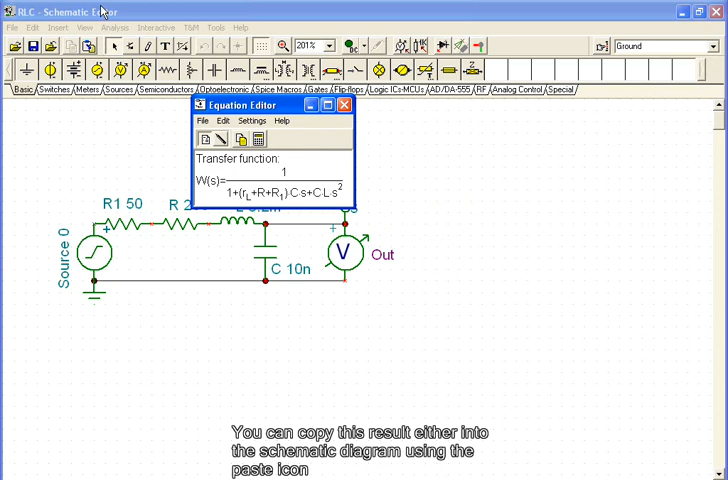 RLC - Schematic Editor
File Edit Insert View Analysis Interactive T&M Tools Help
201%
DC
Ground
Basic Switches Meters Sources Semiconductors Optoelectronic Spice Macros Gates Flip-flops Logic ICs-MCUs AD/DA-555 RF Analog Control Special
Equation Editor
File Edit Settings Help
Transfer function:
W(s)=1/(1+(rL+R+R1)·C·s+C·L·s²)
R1 50
Source 0
C 10n
V
Out
You can copy this result either into
the schematic diagram using the
paste icon